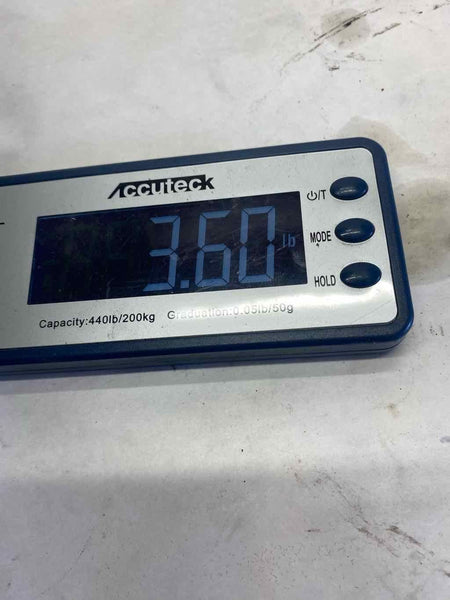 Accuteck
⏻/T
3.60 lb
MODE
HOLD
Capacity:440lb/200kg Graduation:0.05lb/50g